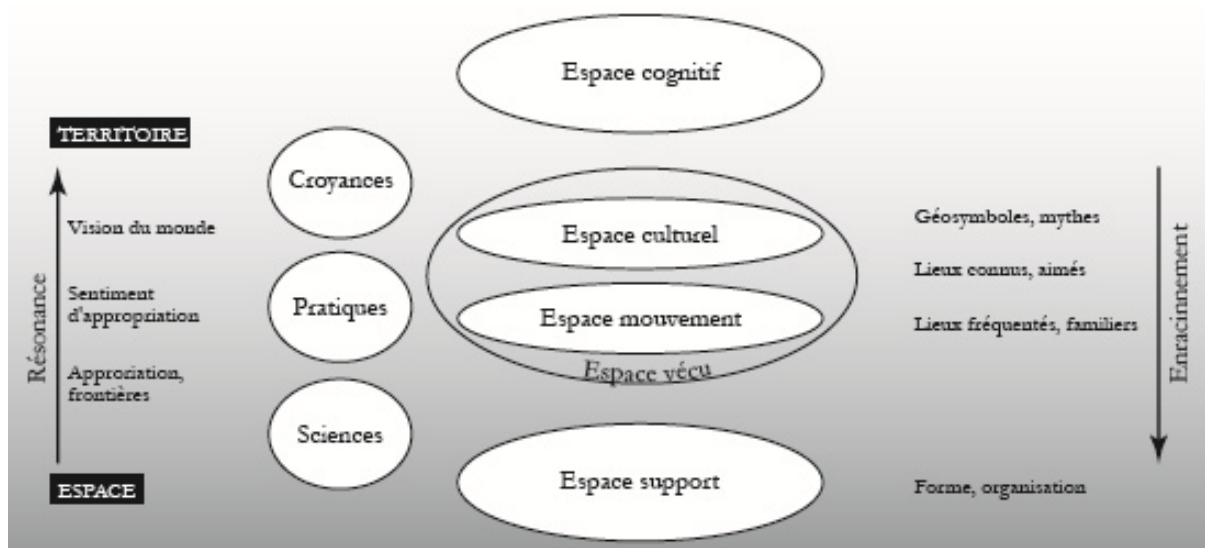 Espace cognitif
TERRITOIRE
Croyances
Vision du monde
Espace culturel
Géosymboles, mythes
Lieux connus, aimés
Résonance
Sentiment
d'appropriation
Pratiques
Espace mouvement
Lieux fréquentés, familiers
Enracinnement
Espace vécu
Approriation,
frontières
Sciences
Espace support
ESPACE
Forme, organisation